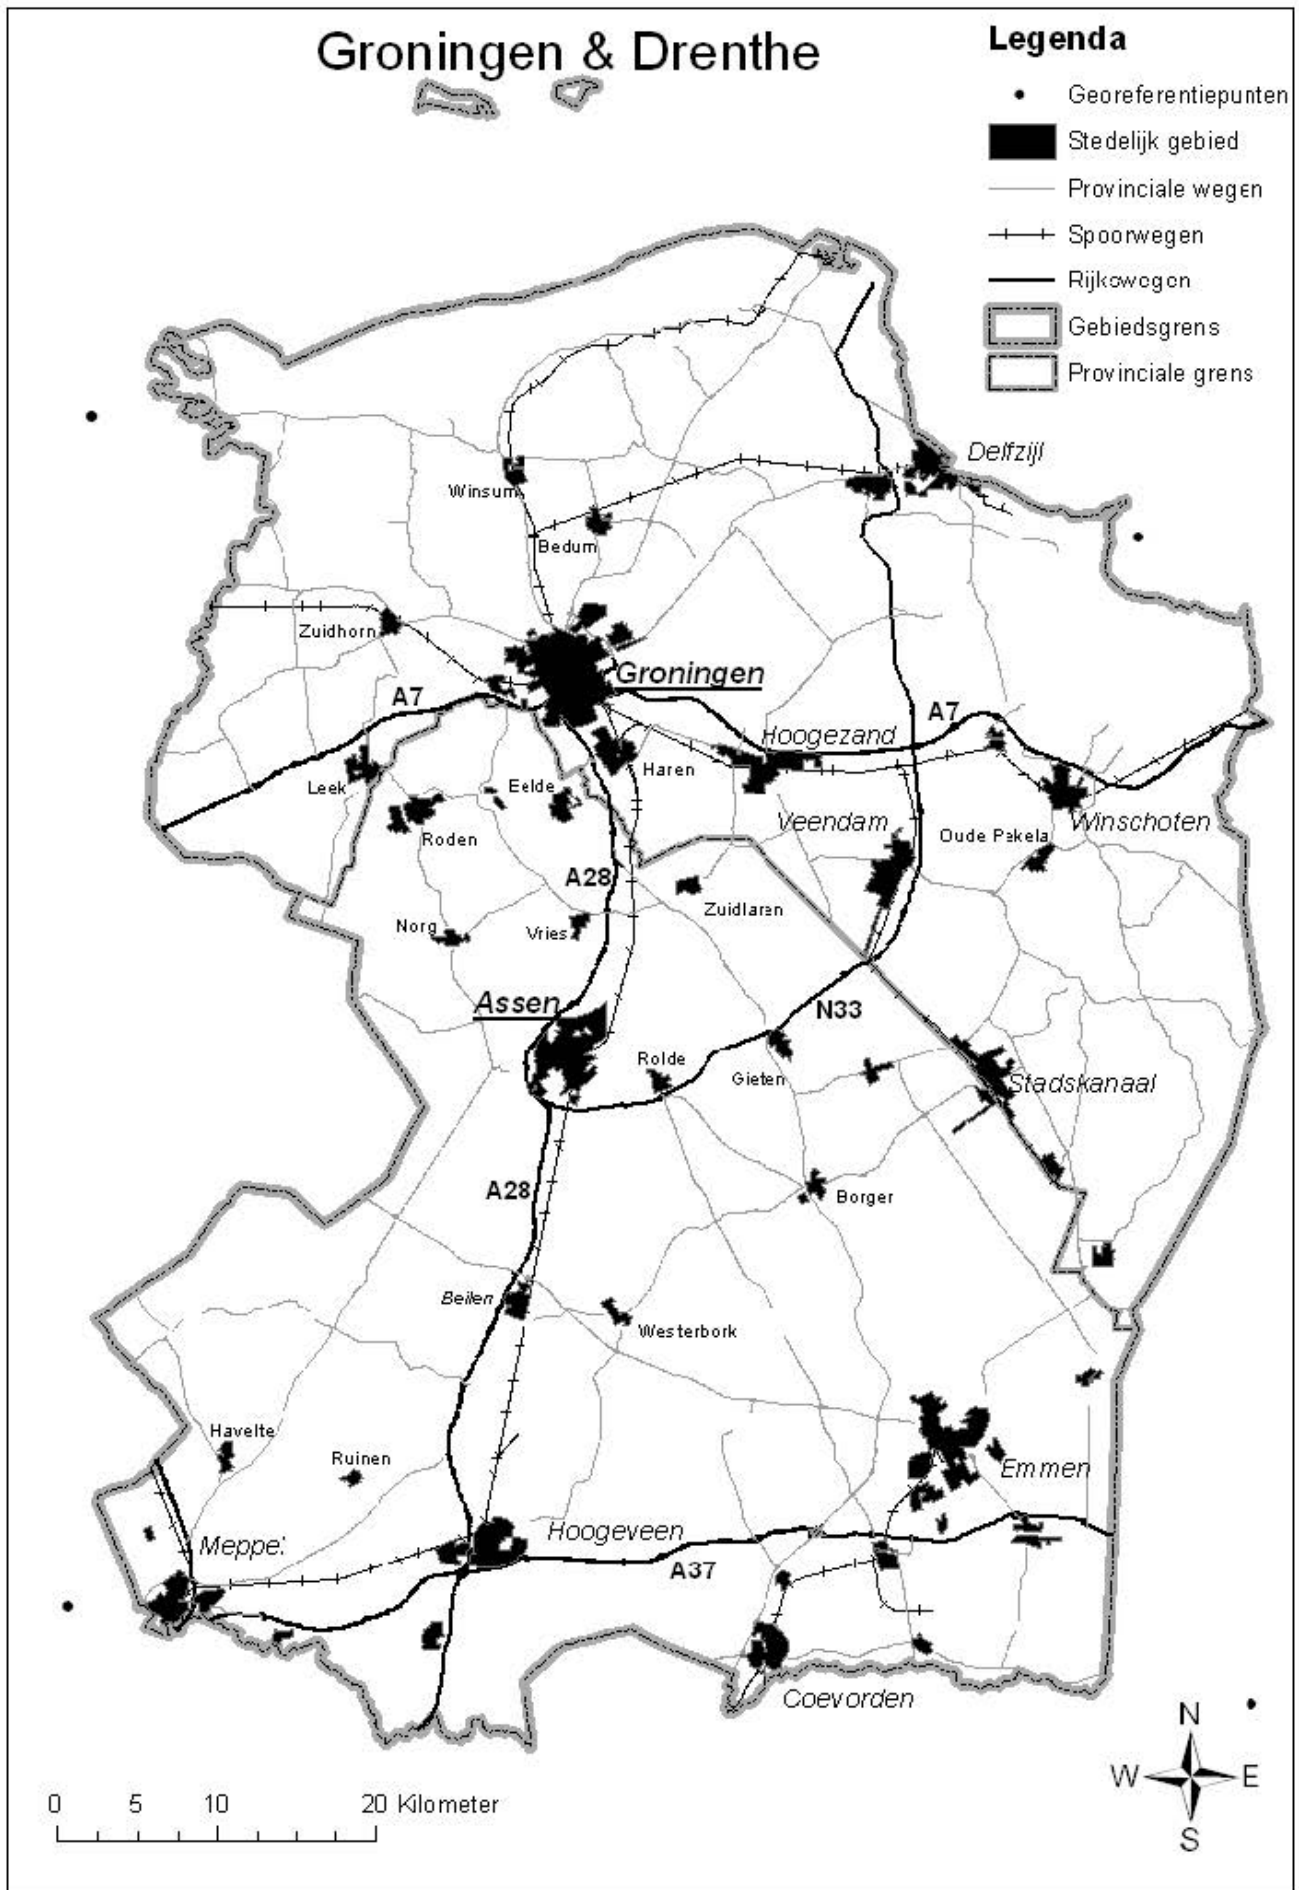 Groningen & Drenthe
Legenda
Georeferentiepunten
Stedelijk gebied
Provinciale wegen
Spoorwegen
Rijkswegen
Gebiedsgrens
Provinciale grens
Delfzijl
Winsum
Bedum
Zuidhorn
Groningen
A7
A7
Hoogezand
Haren
Leek
Eelde
Roden
Veendam
Oude Pekela
Winschoten
A28
Zuidlaren
Norg
Vries
Assen
N33
Rolde
Gieten
Stadskanaal
A28
Borger
Beilen
Westerbork
Havelte
Ruinen
Emmen
Meppel
Hoogeveen
A37
Coevorden
N
W E
S
0 5 10 20 Kilometer